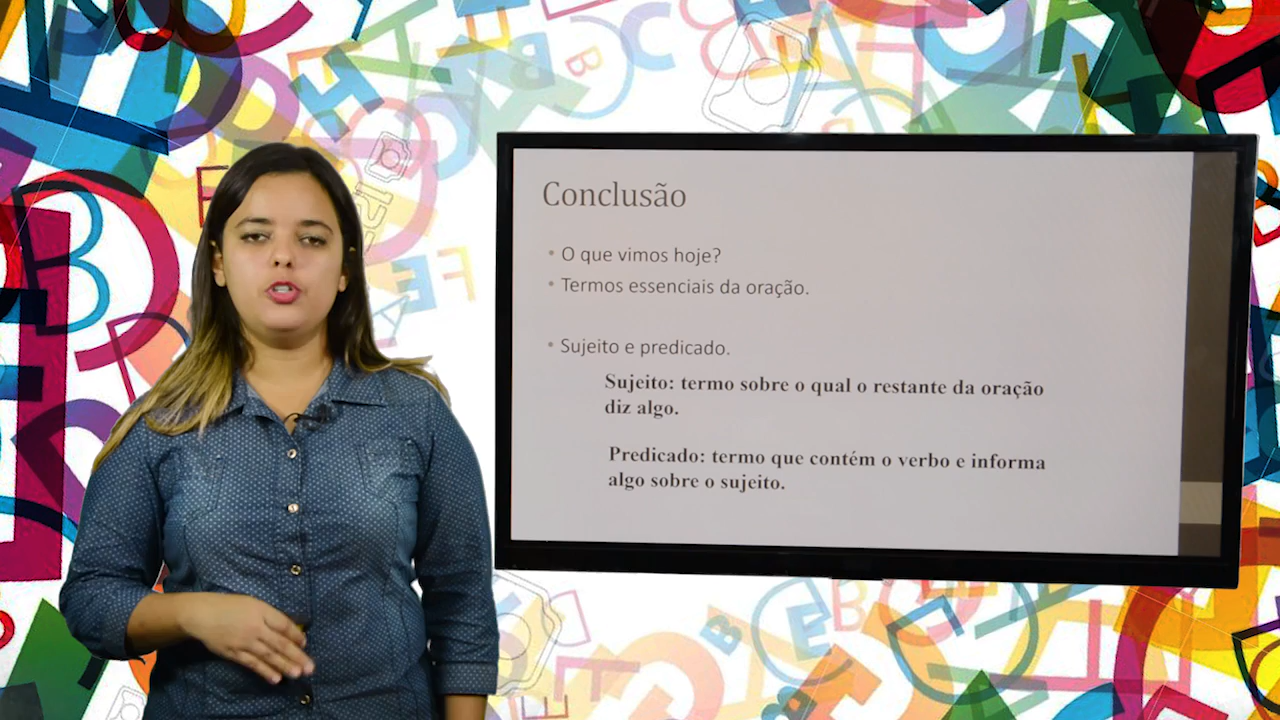 Conclusão
• O que vimos hoje?
• Termos essenciais da oração.
• Sujeito e predicado.
Sujeito: termo sobre o qual o restante da oração
diz algo.
Predicado: termo que contém o verbo e informa
algo sobre o sujeito.